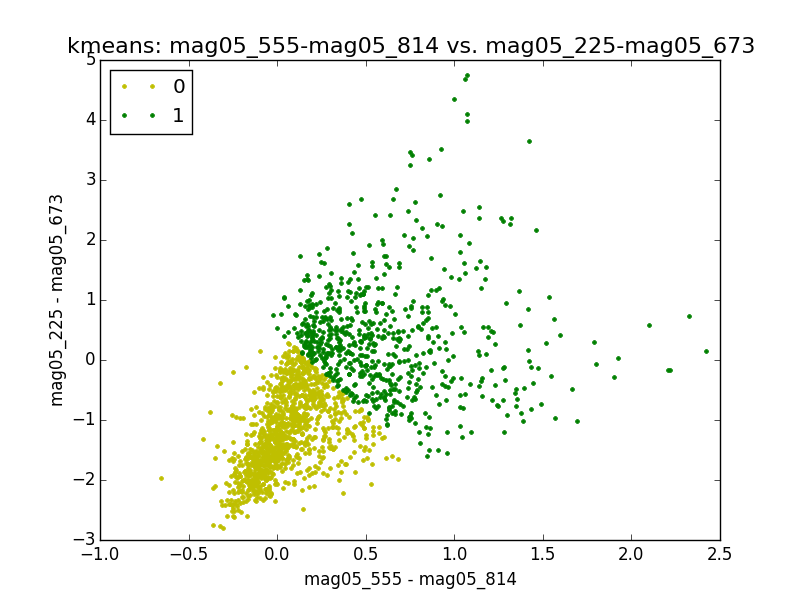 kmeans: mag05_555-mag05_814 vs. mag05_225-mag05_673
0
1
5
4
3
2
1
0
−1
−2
−3
mag05_225 - mag05_673
−1.0 −0.5 0.0 0.5 1.0 1.5 2.0 2.5
mag05_555 - mag05_814